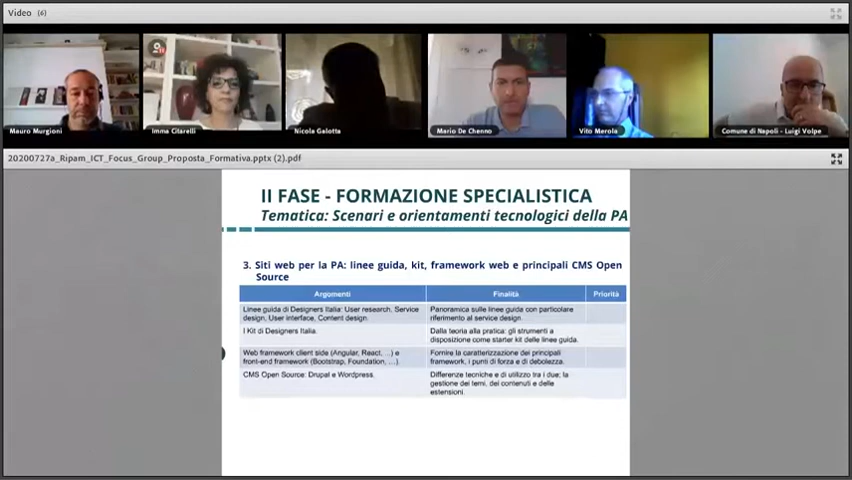 Video (6)
Mauro Murgioni
Imma Citarelli
Nicola Galotta
Mario De Chenno
Vito Merola
Comune di Napoli - Luigi Volpe
20200727a_Ripam_ICT_Focus_Group_Proposta_Formativa.pptx (2).pdf
II FASE - FORMAZIONE SPECIALISTICA
Tematica: Scenari e orientamenti tecnologici della PA
3. Siti web per la PA: linee guida, kit, framework web e principali CMS Open
Source
Argomenti Finalità Priorità
Linee guida di Designers Italia: User research, Service
design, User interface, Content design.
Panoramica sulle linee guida con particolare
riferimento al service design.
I Kit di Designers Italia.
Dalla teoria alla pratica: gli strumenti a
disposizione come starter kit delle linee guida.
Web framework client side (Angular, React, ...) e
front-end framework (Bootstrap, Foundation, ...).
Fornire la caratterizzazione dei principali
framework, i punti di forza e di debolezza.
CMS Open Source: Drupal e Wordpress.
Differenze tecniche e di utilizzo tra i due; la
gestione dei temi, dei contenuti e delle
estensioni.